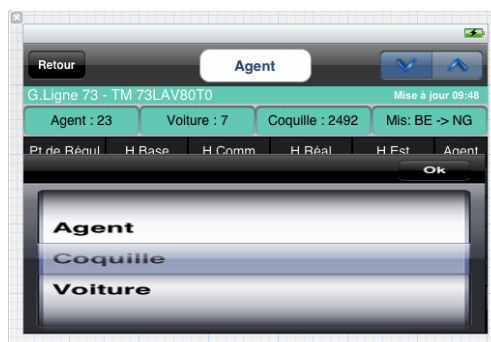 Retour
Agent
G.Ligne 73 - TM 73LAV80T0 Mise à jour 09:48
Agent : 23 Voiture : 7 Coquille : 2492 Mis: BE -> NG
Pt de Régul H.Base H.Comm H.Réal H.Est Agent
Ok
Agent
Coquille
Voiture